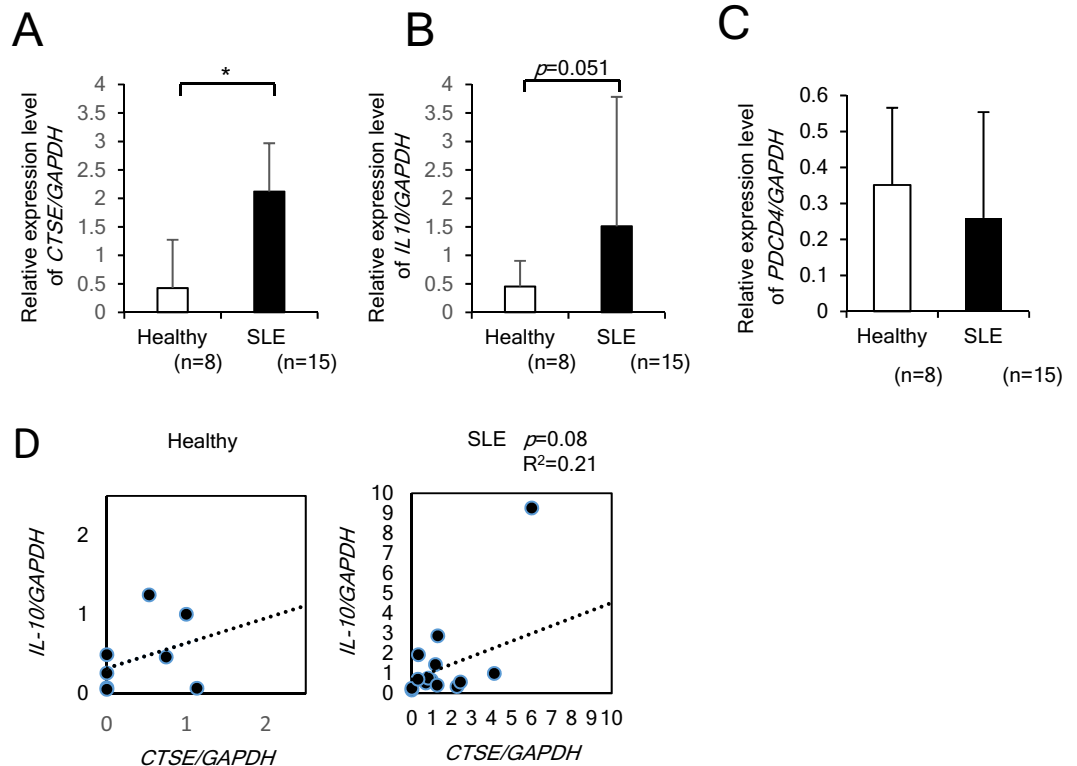 A
*
Relative expression level
of CTSE/GAPDH
4
3.5
3
2.5
2
1.5
1
0.5
0
Healthy
SLE
(n=8)
(n=15)
B
p=0.051
Relative expression level
of IL10/GAPDH
4
3.5
3
2.5
2
1.5
1
0.5
0
Healthy
SLE
(n=8)
(n=15)
C
Relative expression level
of PDCD4/GAPDH
0.6
0.5
0.4
0.3
0.2
0.1
0
Healthy
SLE
(n=8)
(n=15)
D
Healthy
IL-10/GAPDH
2
1
0
0 1 2
CTSE/GAPDH
SLE p=0.08
R²=0.21
IL-10/GAPDH
10
9
8
7
6
5
4
3
2
1
0
0 1 2 3 4 5 6 7 8 9 10
CTSE/GAPDH